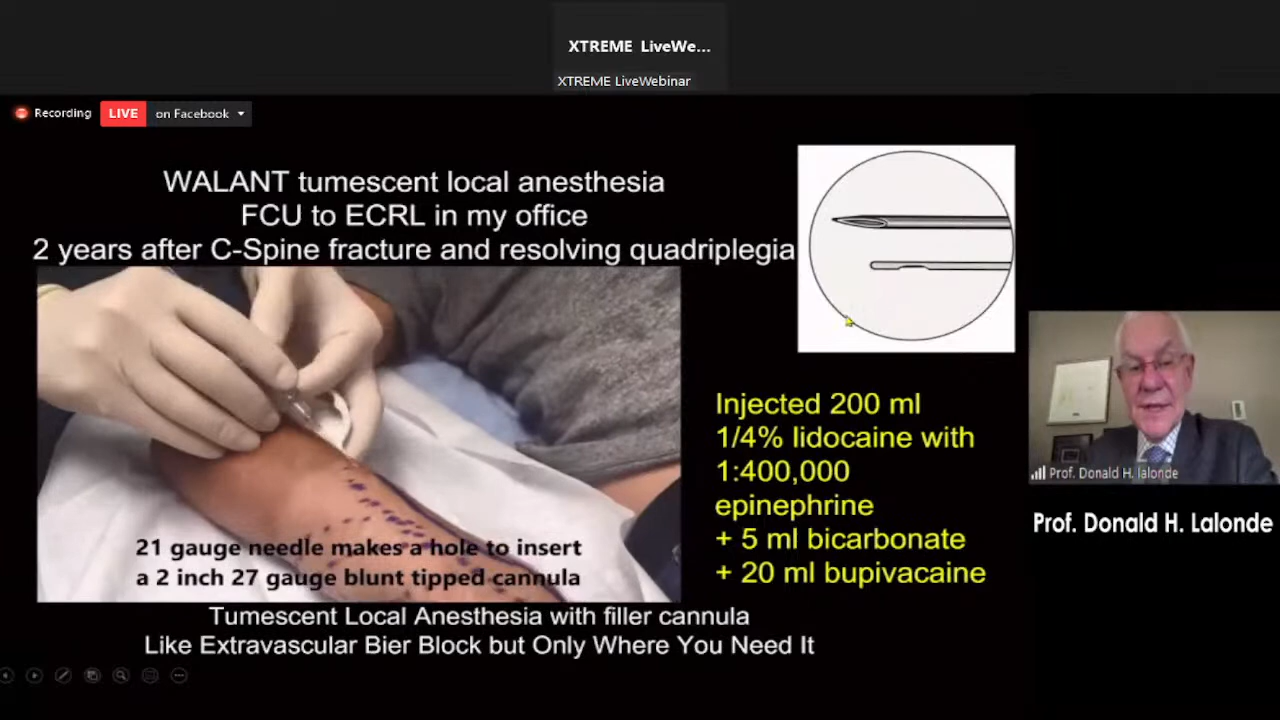 XTREME LiveWe...
XTREME LiveWebinar
Recording
LIVE
on Facebook
WALANT tumescent local anesthesia
FCU to ECRL in my office
2 years after C-Spine fracture and resolving quadriplegia
Injected 200 ml
1/4% lidocaine with
1:400,000
epinephrine
+ 5 ml bicarbonate
+ 20 ml bupivacaine
21 gauge needle makes a hole to insert
a 2 inch 27 gauge blunt tipped cannula
Tumescent Local Anesthesia with filler cannula
Like Extravascular Bier Block but Only Where You Need It
Prof. Donald H. lalonde
Prof. Donald H. Lalonde